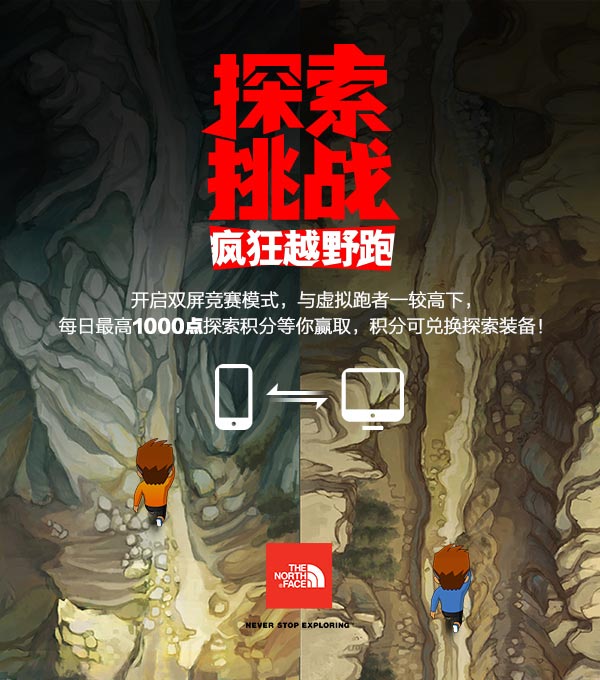 探索
挑战
疯狂越野跑
开启双屏竞赛模式，与虚拟跑者一较高下，
每日最高1000点探索积分等你赢取，积分可兑换探索装备！
THE
NORTH
FACE
NEVER STOP EXPLORING